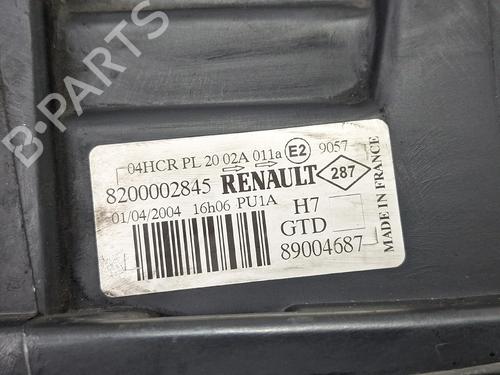 B-PARTS
04HCR PL 20 02A 011a E2 9057
8200002845 RENAULT 287
01/04/2004 16h06 PU1A H7
GTD
L 89004687
MADE IN FRANCE